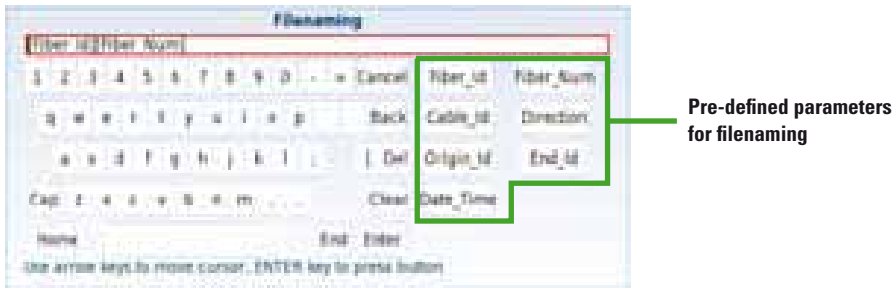 Filenaming
[Fiber_Id][Fiber_Num]
1 2 3 4 5 6 7 8 9 0 - = Cancel Fiber_Id Fiber_Num
q w e r t y u i o p Back Cable_Id Direction
a s d f g h j k l ; [ Del Origin_Id End_Id
Cap z x c v b n m , . Clear Date_Time
Home End Enter
Use arrow keys to move cursor, ENTER key to press button
Pre-defined parameters
for filenaming